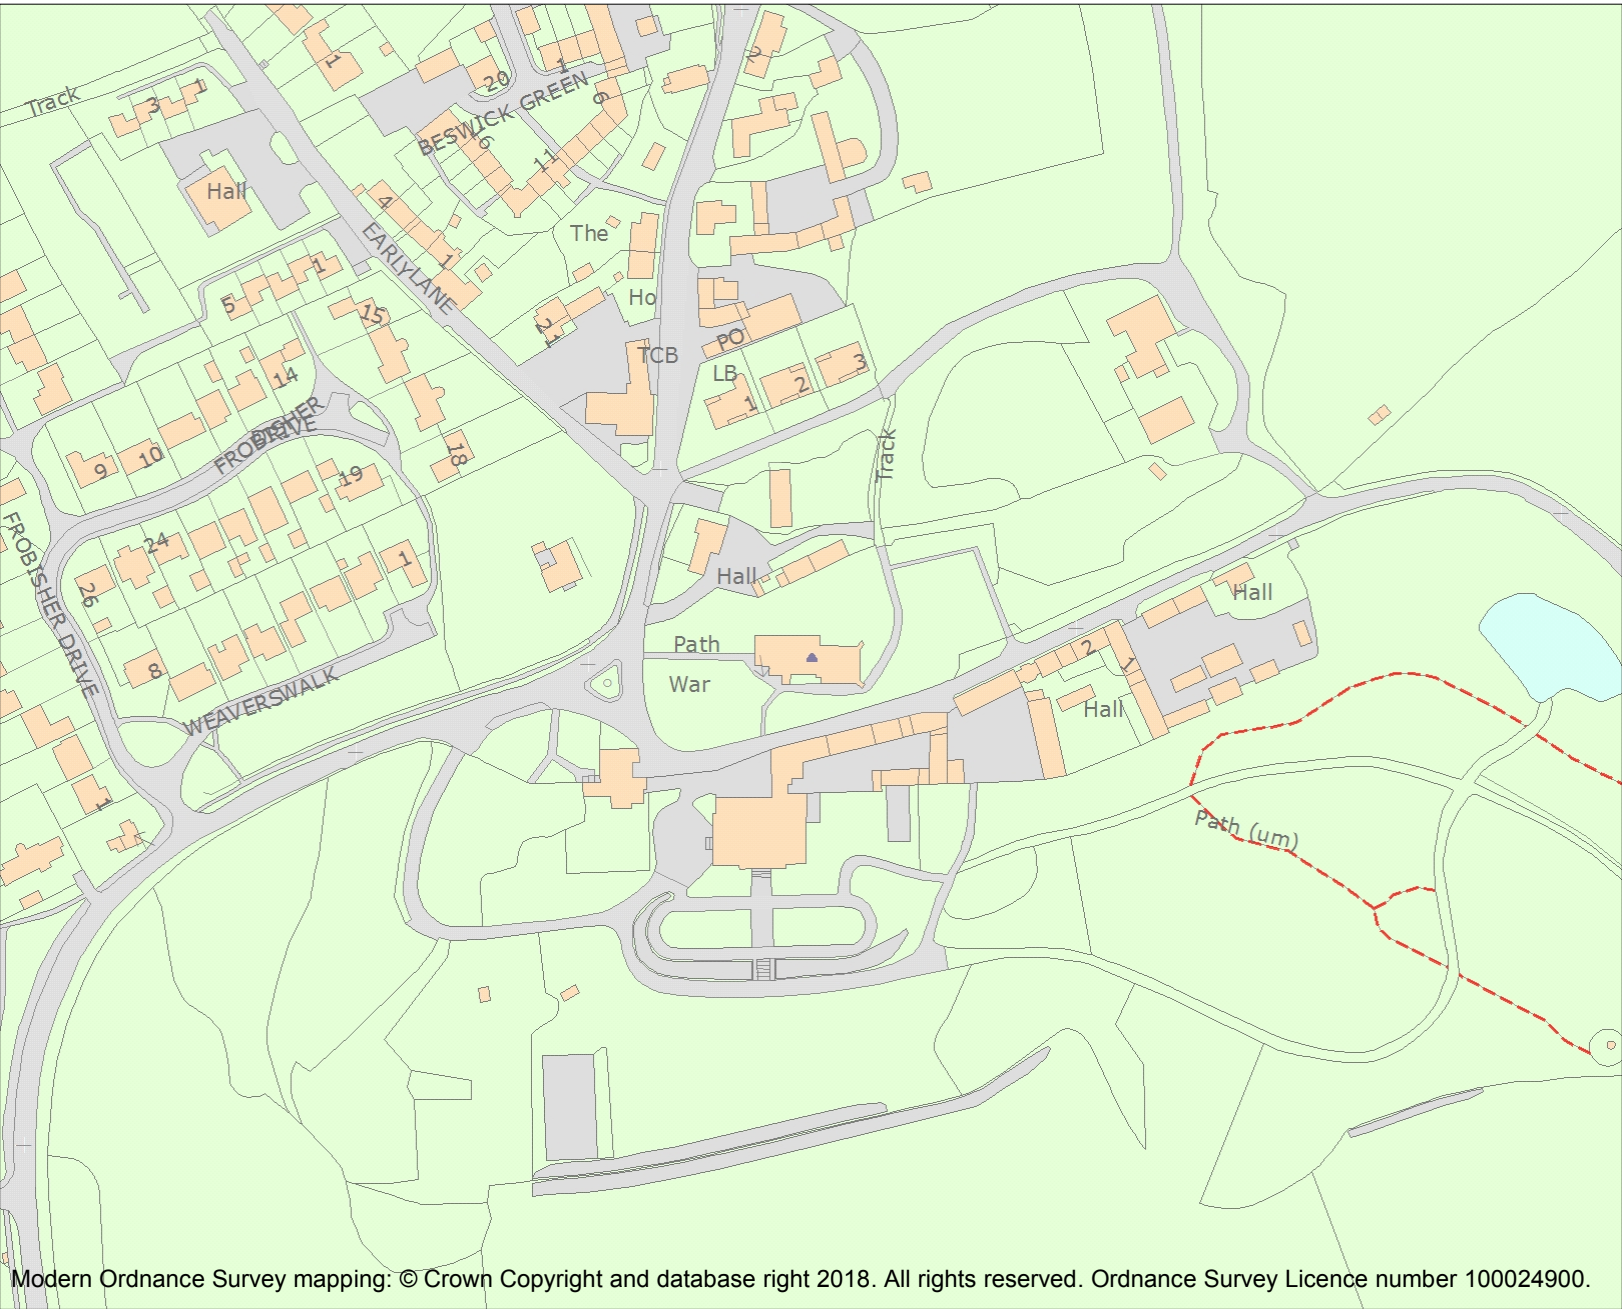 1
2
20
1
BESWICK GREEN
6
Track
3
1
6
11
Hall
4
EARLYLANE
1
The
1
5
15
Ho
21
PO
TCB
LB
3
2
1
14
FROBISHER
DRIVE
FROBISHER
DRIVE
9
10
18
19
Track
FROBISHER DRIVE
24
1
26
Hall
Hall
Path
War
2
1
Hall
8
WEAVERSWALK
1
Path (um)
Modern Ordnance Survey mapping: © Crown Copyright and database right 2018. All rights reserved. Ordnance Survey Licence number 100024900.